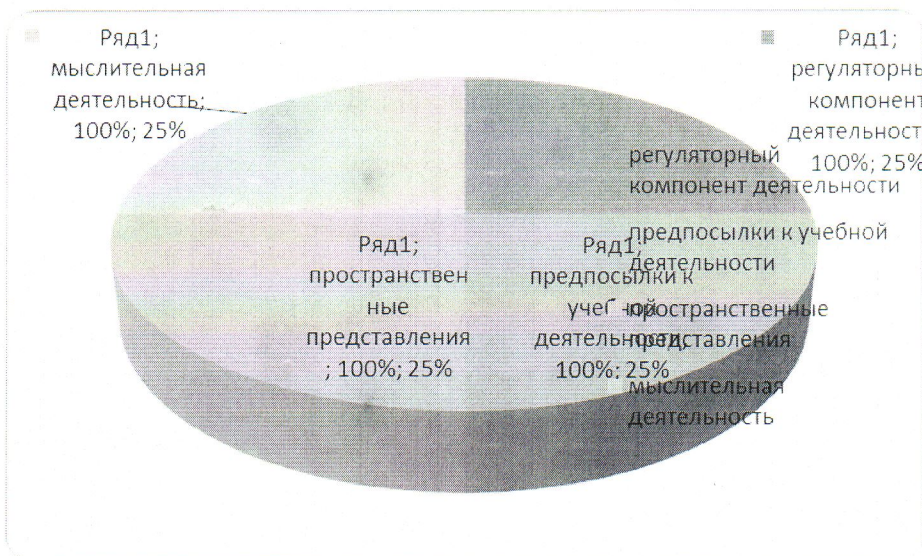 Ряд1;
мыслительная
деятельность;
100%; 25%
Ряд1;
регуляторны
компонент
деятельност
100%; 25%
регуляторный
компонент деятельности
предпосылки к учебной
деятельности
пространственные
представления
мыслительная
деятельность
Ряд1;
пространствен
ные
представления
; 100%; 25%
Ряд1;
предпосылки к
деятельности;
100%; 25%